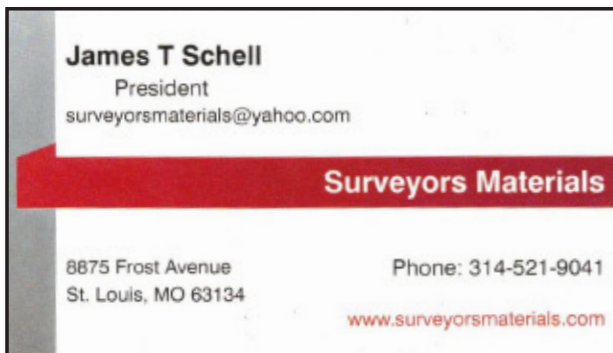 James T Schell
President
surveyorsmaterials@yahoo.com
Surveyors Materials
8875 Frost Avenue
St. Louis, MO 63134
Phone: 314-521-9041
www.surveyorsmaterials.com